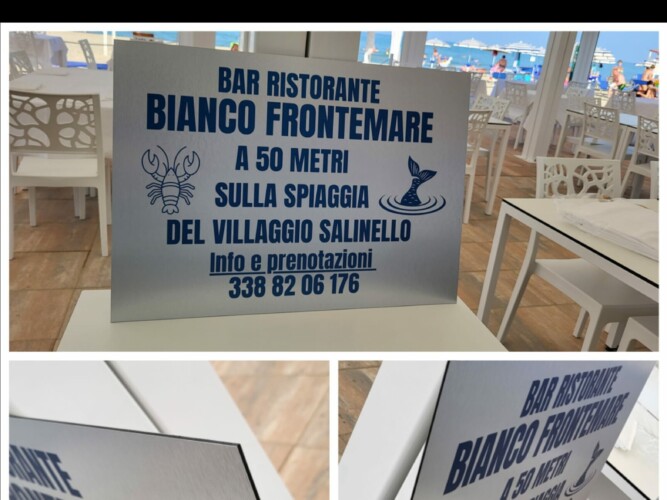 BAR RISTORANTE
BIANCO FRONTEMARE
A 50 METRI
SULLA SPIAGGIA
DEL VILLAGGIO SALINELLO
Info e prenotazioni
338 82 06 176
BAR RISTORANTE
BIANCO FRONTEMARE
A 50 METRI